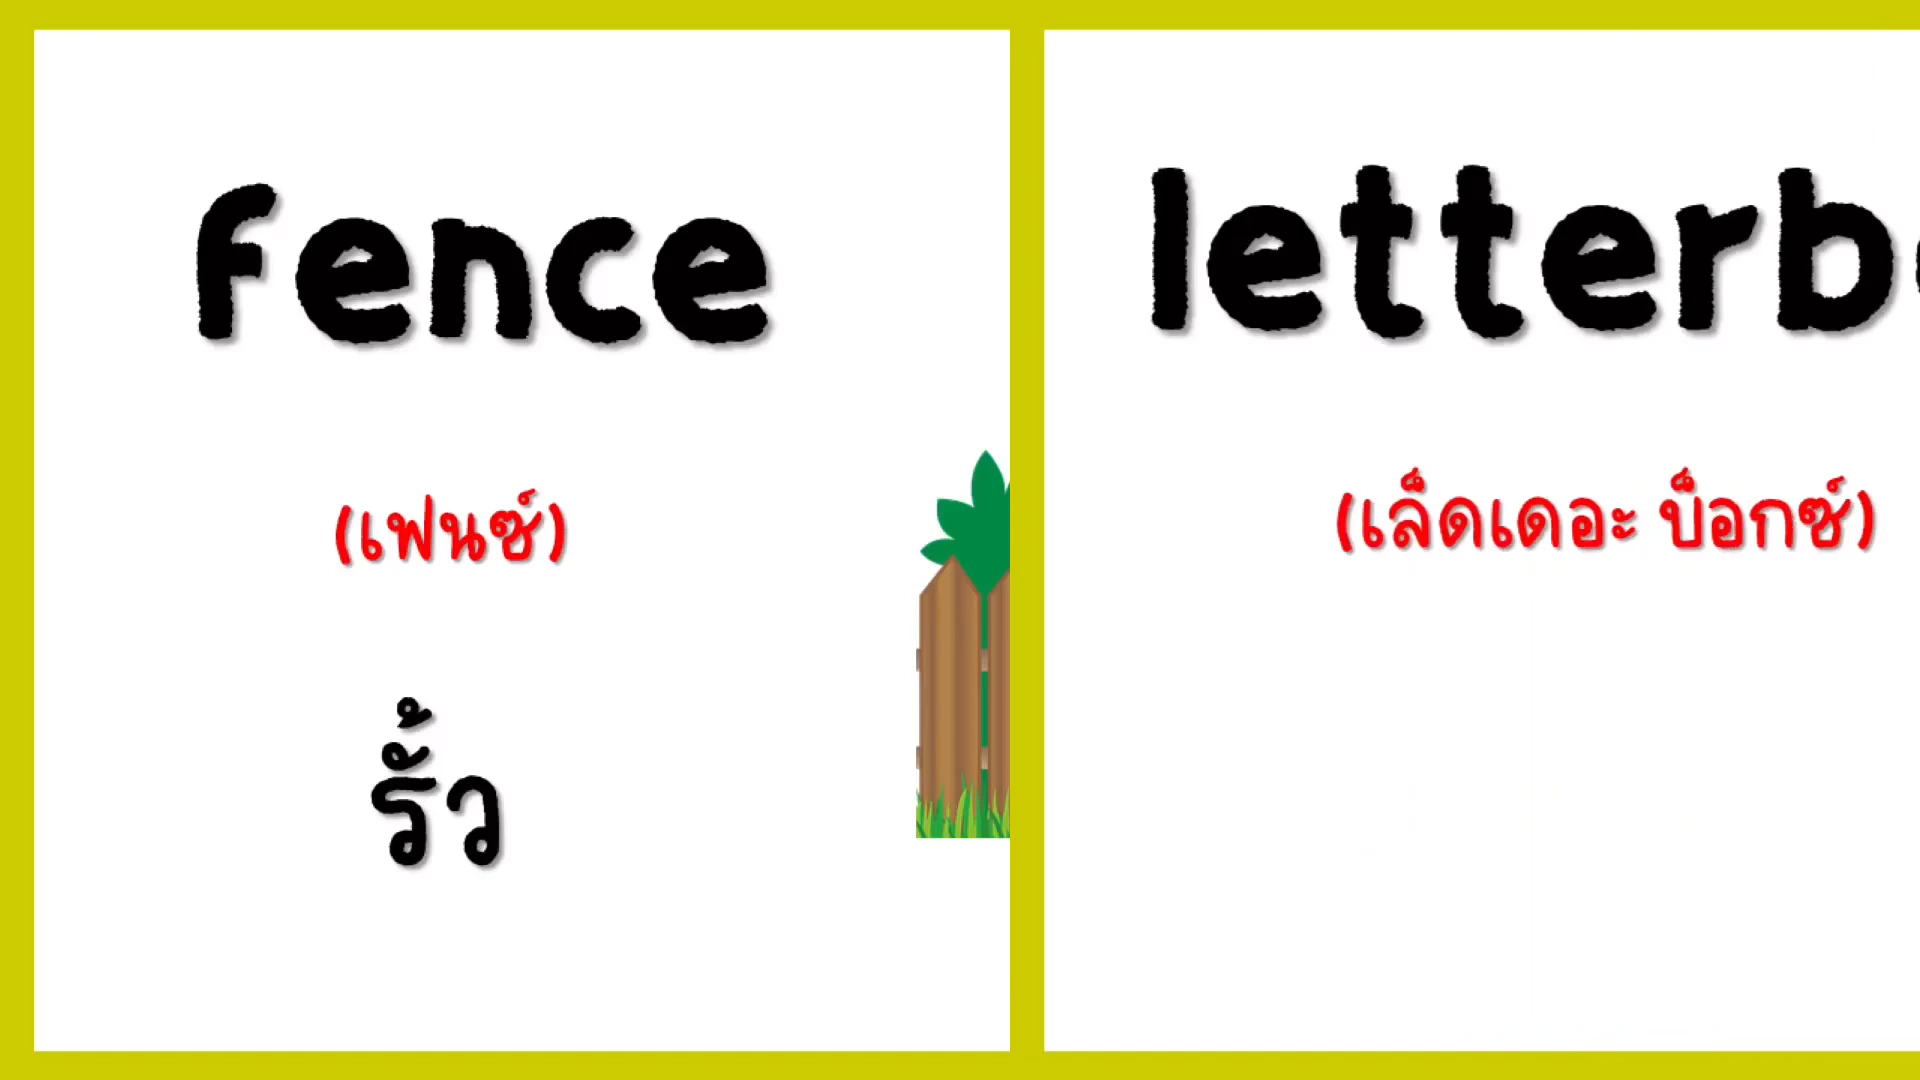 fence
(เฟนซ์)
รั้ว
letterb
(เล็ดเดอะ บ็อกซ์)